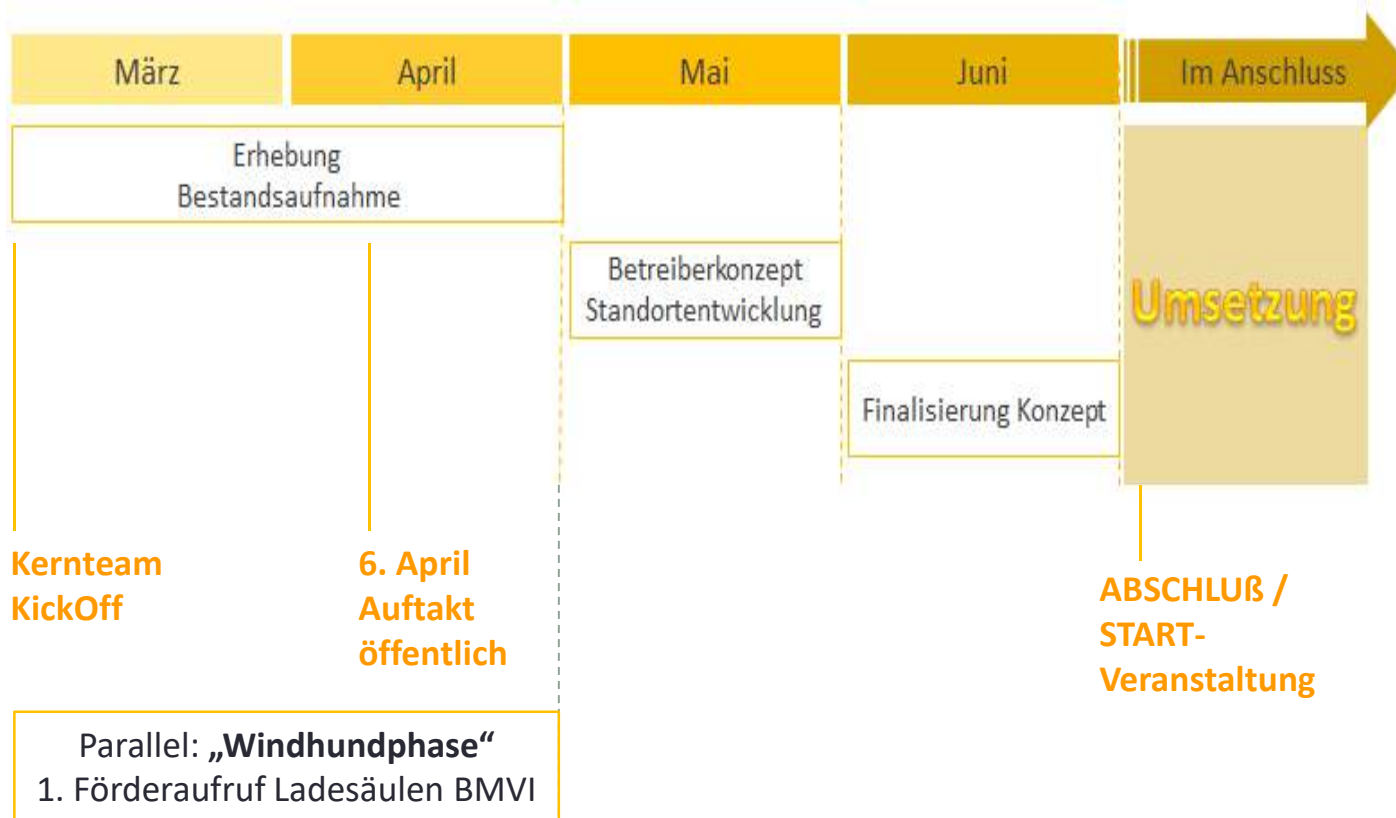 März
April
Mai
Juni
Im Anschluss
Erhebung
Bestandsaufnahme
Betreiberkonzept
Standortentwicklung
Umsetzung
Finalisierung Konzept
Kernteam
KickOff
6. April
Auftakt
öffentlich
ABSCHLUß /
START-
Veranstaltung
Parallel: „Windhundphase“
1. Förderaufruf Ladesäulen BMVI